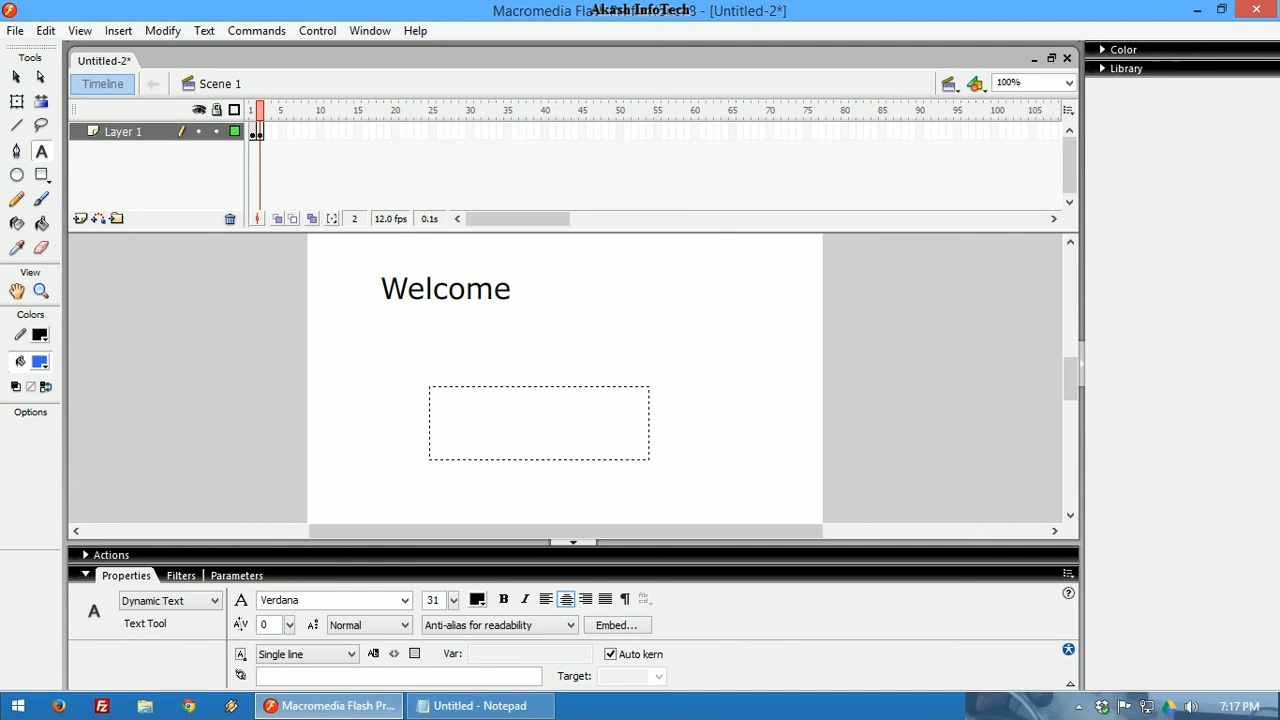 Macromedia Fla
Akash InfoTech
8 - [Untitled-2*]
File Edit View Insert Modify Text Commands Control Window Help
Tools
Untitled-2*
Timeline
Scene 1
100%
Color
Library
1 5 10 15 20 25 30 35 40 45 50 55 60 65 70 75 80 85 90 95 100 105
Layer 1
2 12.0 fps 0.1s
View
Colors
Options
Welcome
Actions
Properties Filters Parameters
A Dynamic Text A Verdana 31 B I
Text Tool
0 Normal Anti-alias for readability Embed...
Single line Var: Auto kern
Target:
Macromedia Flash Pr...
Untitled - Notepad
7:17 PM